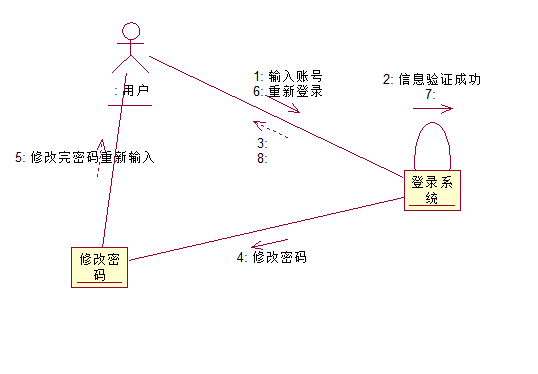 : 用户
1: 输入账号
6: 重新登录
2: 信息验证成功
7:
3:
8:
5: 修改完密码重新输入
登录系
统
4: 修改密码
修改密
码